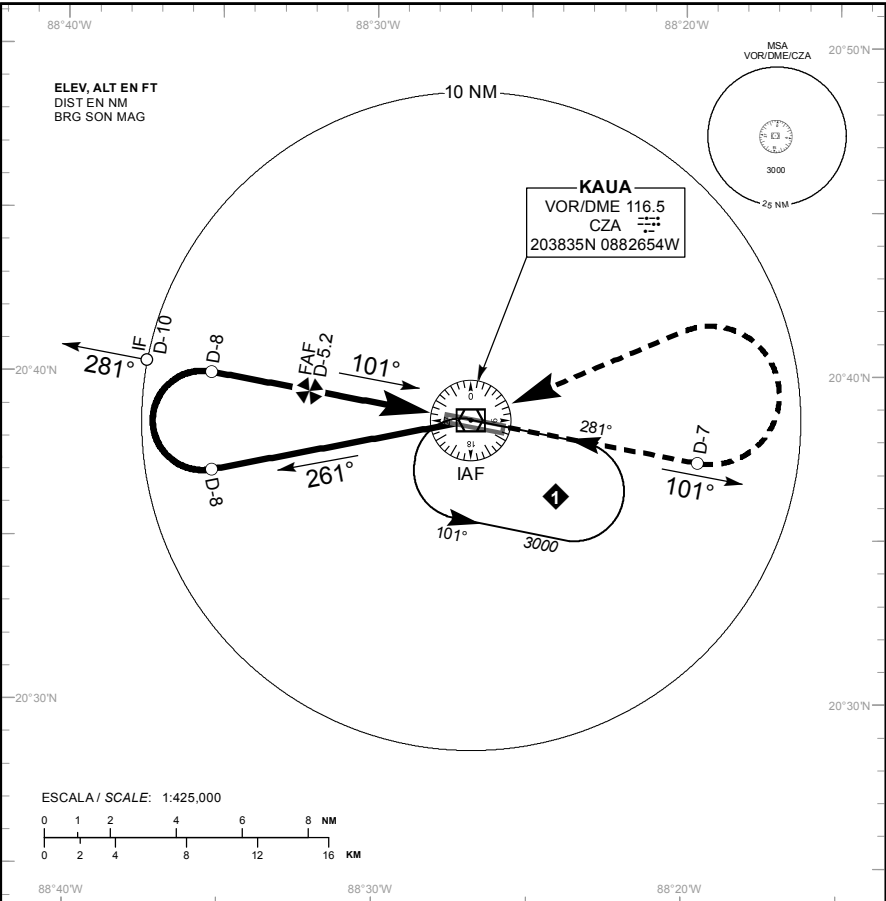 88°40'W
88°30'W
88°20'W
MSA
VOR/DME/CZA
20°50'N
ELEV, ALT EN FT
DIST EN NM
BRG SON MAG
10 NM
3000
25 NM
KAUA
VOR/DME 116.5
CZA
203835N 0882654W
IF
D-10
D-8
281°
FAF
D-5.2
101°
20°40'N
20°40'N
0
18
281°
D-7
101°
IAF
261°
D-8
1
101°
3000
20°30'N
20°30'N
ESCALA / SCALE: 1:425,000
0 1 2 4 6 8 NM
0 2 4 8 12 16 KM
88°40'W
88°30'W
88°20'W